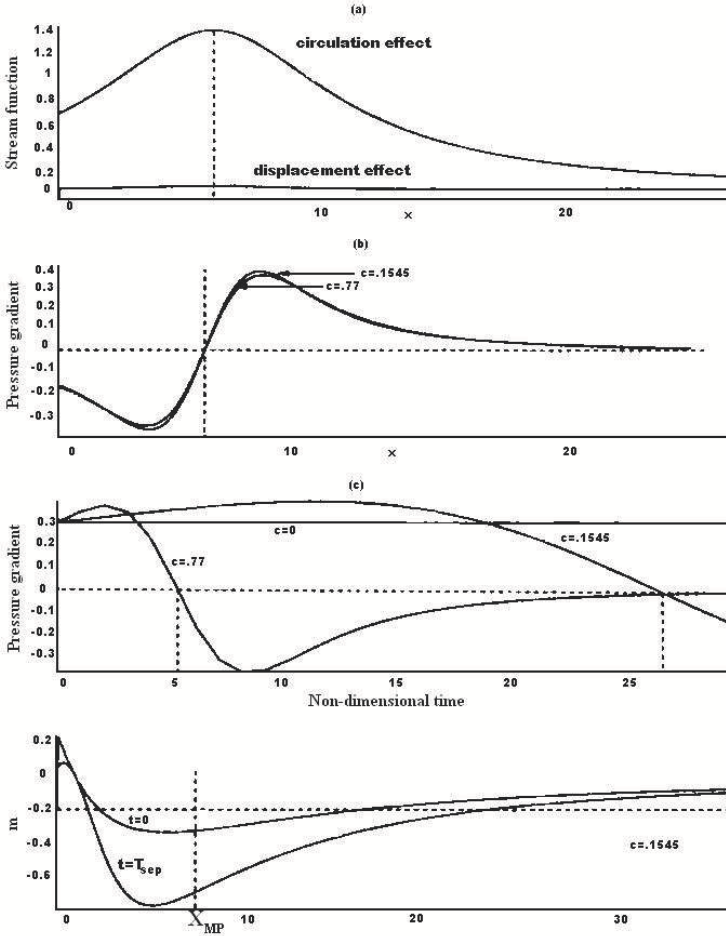 (a)
1.4
1.2
1
0.8
0.6
0.4
0.2
0
Stream function
circulation effect
displacement effect
0 10 × 20
(b)
0.4
0.3
0.2
0.1
0
-0.1
-0.2
-0.3
Pressure gradient
c=.1545
c=.77
0 10 × 20
(c)
0.3
0.2
0.1
0
-0.1
-0.2
-0.3
Pressure gradient
c=0
c=.1545
c=.77
0 5 10 15 20 25
Non-dimensional time
0.2
0
-0.2
-0.4
-0.6
m
t=0
t=Tsep
c=.1545
0 XMP 10 20 30